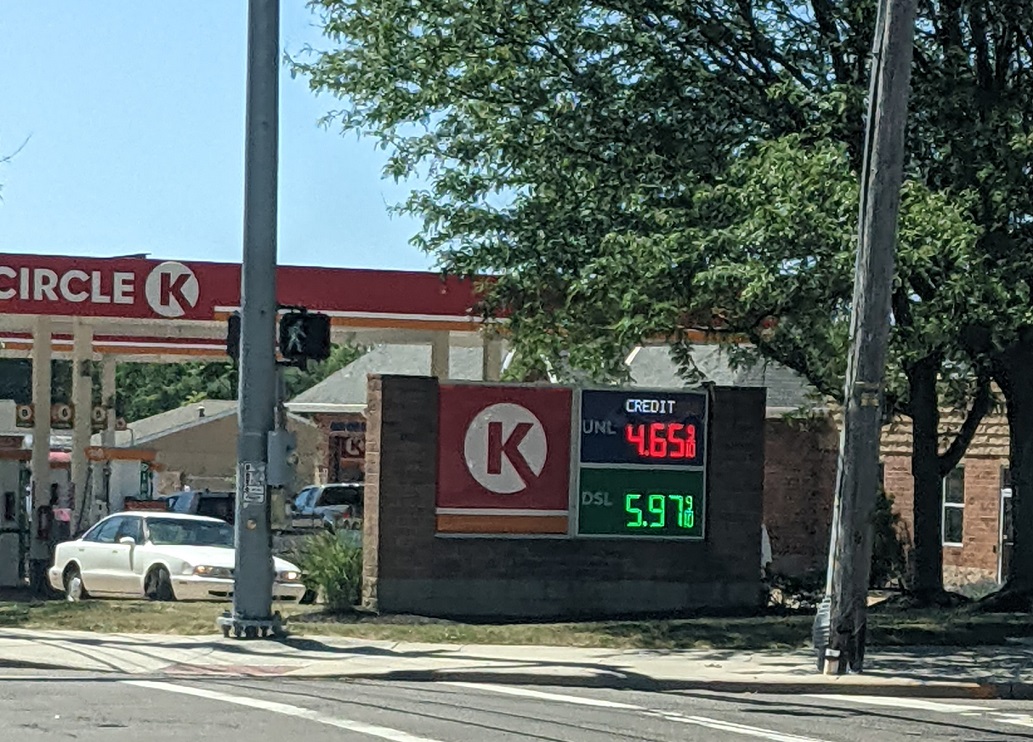 CIRCLE K
K
K
CREDIT
UNL 4.65 9/10
DSL 5.97 9/10